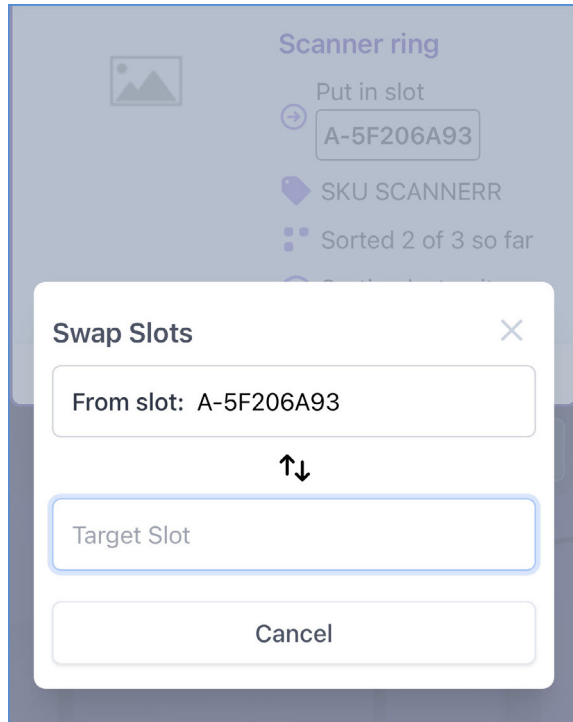 Scanner ring
Put in slot
A-5F206A93
SKU SCANNERR
Sorted 2 of 3 so far
Swap Slots
From slot: A-5F206A93
Target Slot
Cancel